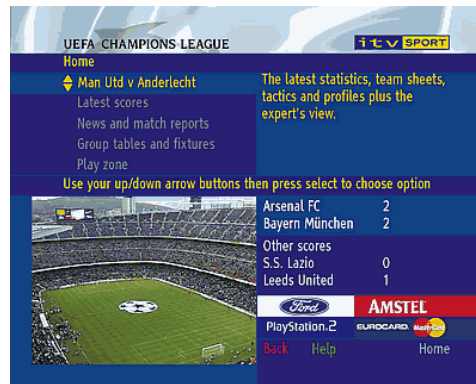 UEFA CHAMPIONS LEAGUE
itv SPORT
Home
Man Utd v Anderlecht
Latest scores
News and match reports
Group tables and fixtures
Play zone
The latest statistics, team sheets,
tactics and profiles plus the
expert's view.
Use your up/down arrow buttons then press select to choose option
Arsenal FC 2
Bayern München 2
Other scores
S.S. Lazio 0
Leeds United 1
Ford AMSTEL
PlayStation.2 EUROCARD. MasterCard
Back Help Home